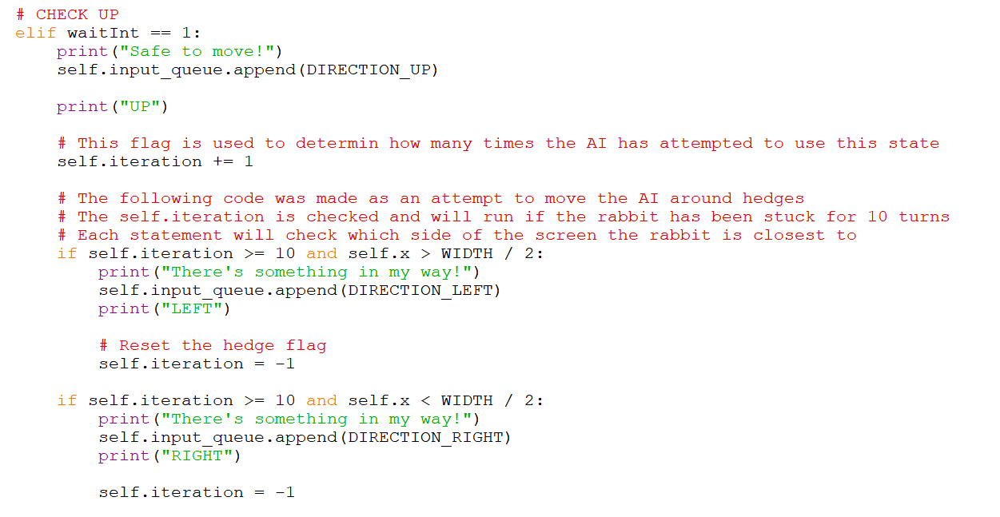 # CHECK UP
elif waitInt == 1:
    print("Safe to move!")
    self.input_queue.append(DIRECTION_UP)

    print("UP")

    # This flag is used to determin how many times the AI has attempted to use this state
    self.iteration += 1

    # The following code was made as an attempt to move the AI around hedges
    # The self.iteration is checked and will run if the rabbit has been stuck for 10 turns
    # Each statement will check which side of the screen the rabbit is closest to
    if self.iteration >= 10 and self.x > WIDTH / 2:
        print("There's something in my way!")
        self.input_queue.append(DIRECTION_LEFT)
        print("LEFT")

        # Reset the hedge flag
        self.iteration = -1

    if self.iteration >= 10 and self.x < WIDTH / 2:
        print("There's something in my way!")
        self.input_queue.append(DIRECTION_RIGHT)
        print("RIGHT")

        self.iteration = -1